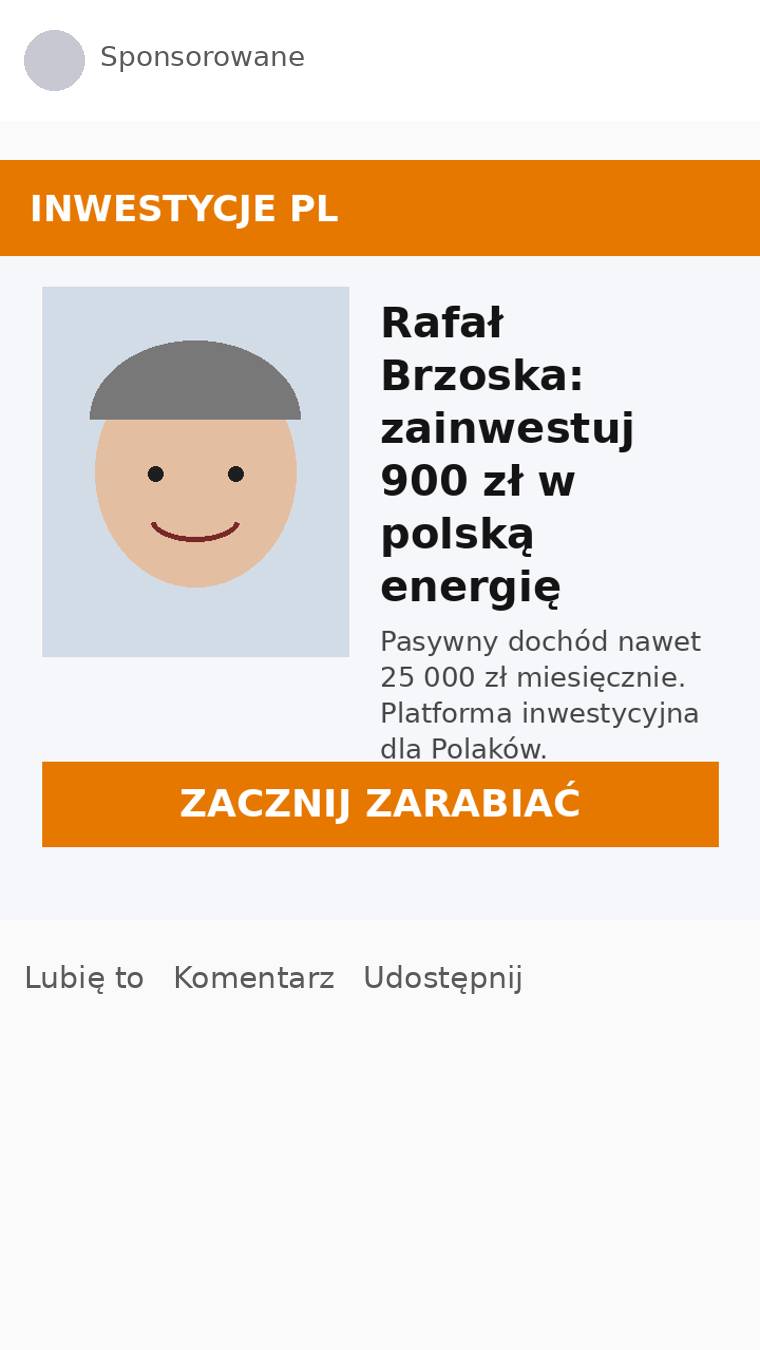 Sponsorowane
INWESTYCJE PL
Rafał
Brzoska:
zainwestuj
900 zł w
polską
energię
Pasywny dochód nawet
25 000 zł miesięcznie.
Platforma inwestycyjna
dla Polaków.
ZACZNIJ ZARABIAĆ
Lubię to Komentarz Udostępnij